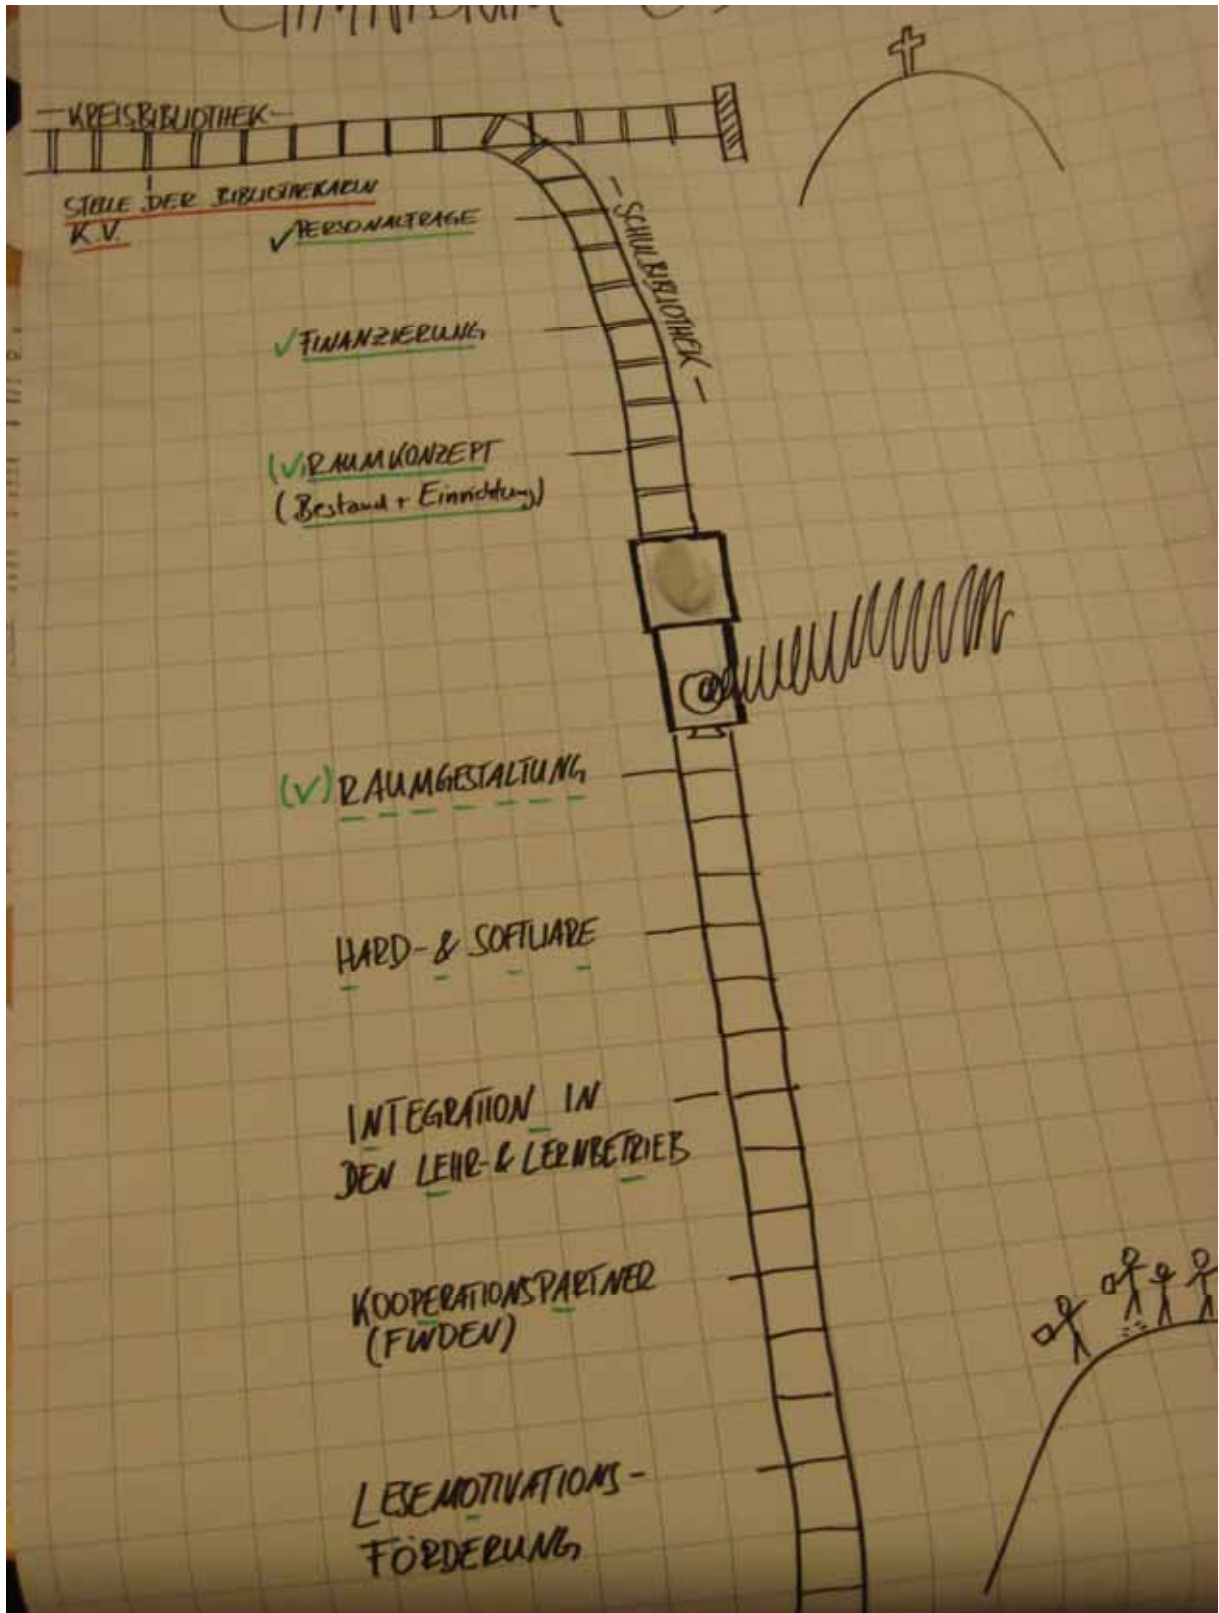 GYMNASIUM
-KREISBIBLIOTHEK-
STELLE DER BIBLIOTHEKARIN
K.V.
✓ PERSONALFRAGE
-SCHULBIBLIOTHEK-
✓ FINANZIERUNG
(✓) RAUMKONZEPT
(Bestand + Einrichtung)
(✓) RAUMGESTALTUNG
HARD- & SOFTWARE
INTEGRATION IN
DEN LEHR- & LERNBETRIEB
KOOPERATIONSPARTNER
(FINDEN)
LESEMOTIVATIONS-
FÖRDERUNG